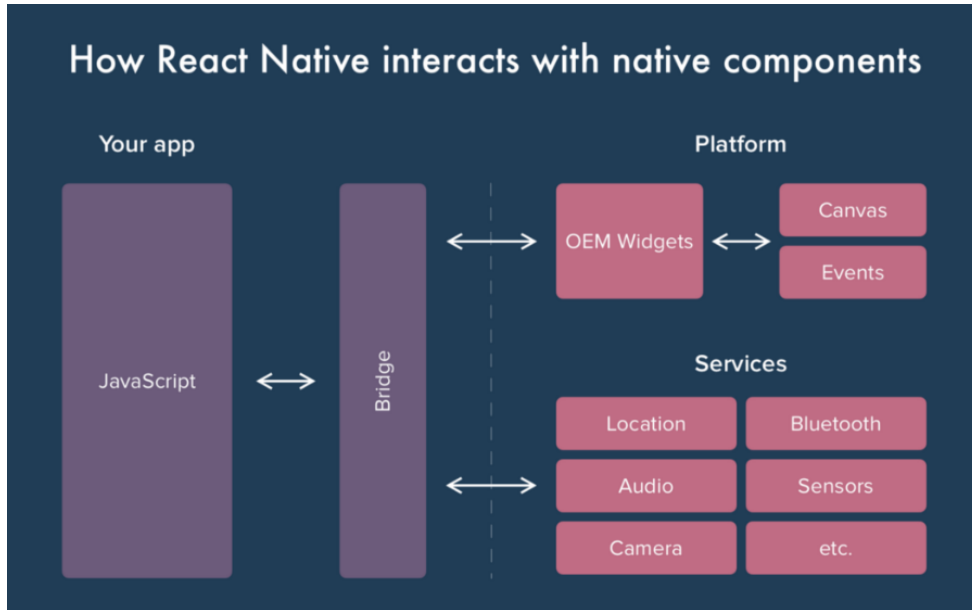 How React Native interacts with native components
Your app
Platform
JavaScript
Bridge
OEM Widgets
Canvas
Events
Services
Location
Bluetooth
Audio
Sensors
Camera
etc.